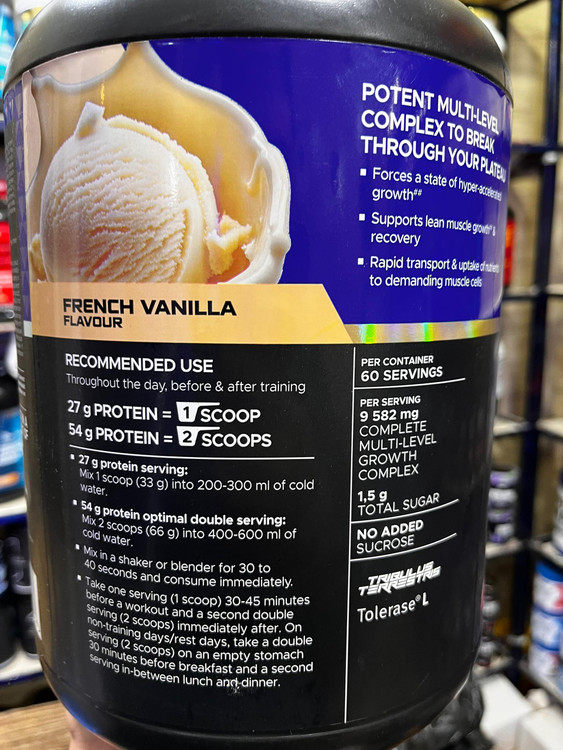 POTENT MULTI-LEVEL
COMPLEX TO BREAK
THROUGH YOUR PLATEAU
▪ Forces a state of hyper-accelerated
growth##
▪ Supports lean muscle growth# &
recovery
▪ Rapid transport & uptake of nutrients
to demanding muscle cells
FRENCH VANILLA
FLAVOUR
RECOMMENDED USE
Throughout the day, before & after training
27 g PROTEIN = 1 SCOOP
54 g PROTEIN = 2 SCOOPS
▪ 27 g protein serving:
Mix 1 scoop (33 g) into 200-300 ml of cold
water.
▪ 54 g protein optimal double serving:
Mix 2 scoops (66 g) into 400-600 ml of
cold water.
▪ Mix in a shaker or blender for 30 to
40 seconds and consume immediately.
▪ Take one serving (1 scoop) 30-45 minutes
before a workout and a second double
serving (2 scoops) immediately after. On
non-training days/rest days, take a double
serving (2 scoops) on an empty stomach
30 minutes before breakfast and a second
serving in-between lunch and dinner.
PER CONTAINER
60 SERVINGS
PER SERVING
9 582 mg
COMPLETE
MULTI-LEVEL
GROWTH
COMPLEX
1,5 g
TOTAL SUGAR
NO ADDED
SUCROSE
TRIBULUS
TERRESTRIS
Tolerase® L